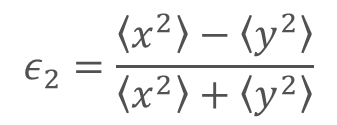 ϵ₂ = (⟨x²⟩ − ⟨y²⟩) / (⟨x²⟩ + ⟨y²⟩)